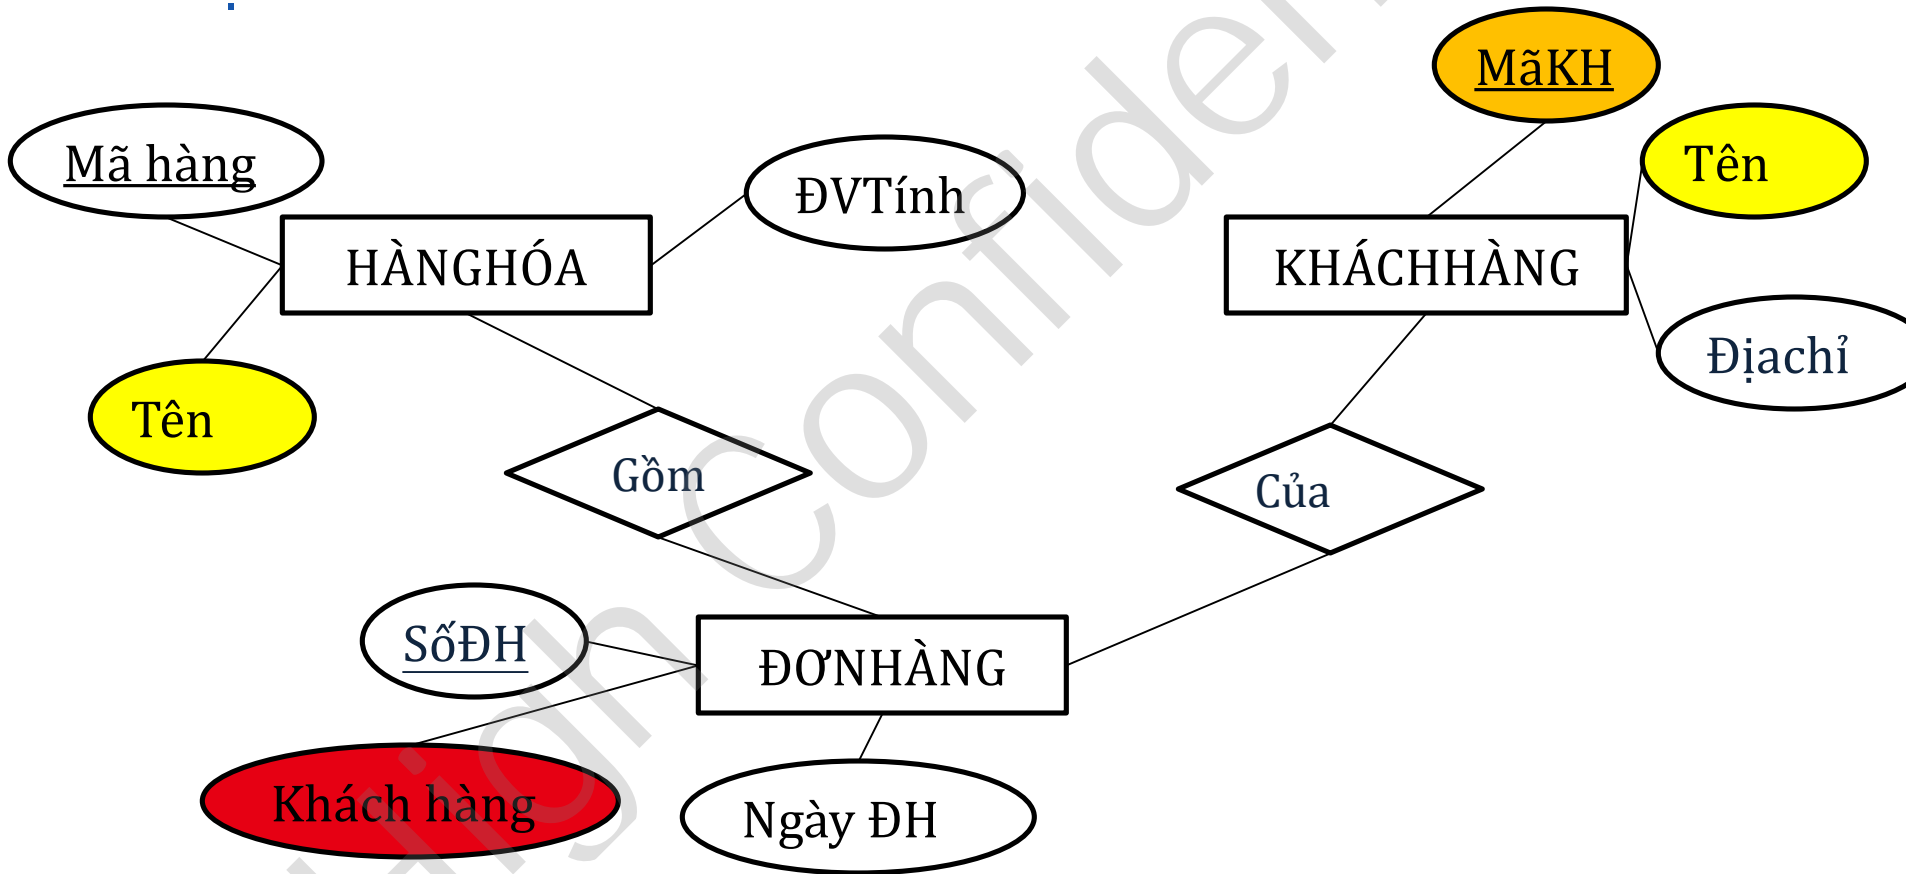 MãKH
Mã hàng
ĐVTính
Tên
HÀNGHÓA
KHÁCHHÀNG
Địachỉ
Tên
Gồm
Của
SốĐH
ĐƠNHÀNG
Khách hàng
Ngày ĐH